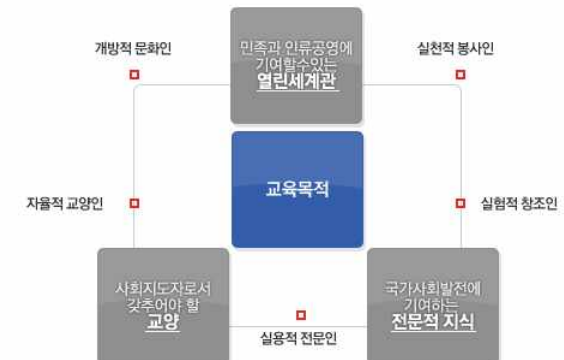 개방적 문화인
민족과 인류공영에
기여할수있는
열린세계관
실천적 봉사인
교육목적
자율적 교양인
실험적 창조인
사회지도자로서
갖추어야 할
교양
국가사회발전에
기여하는
전문적 지식
실용적 전문인